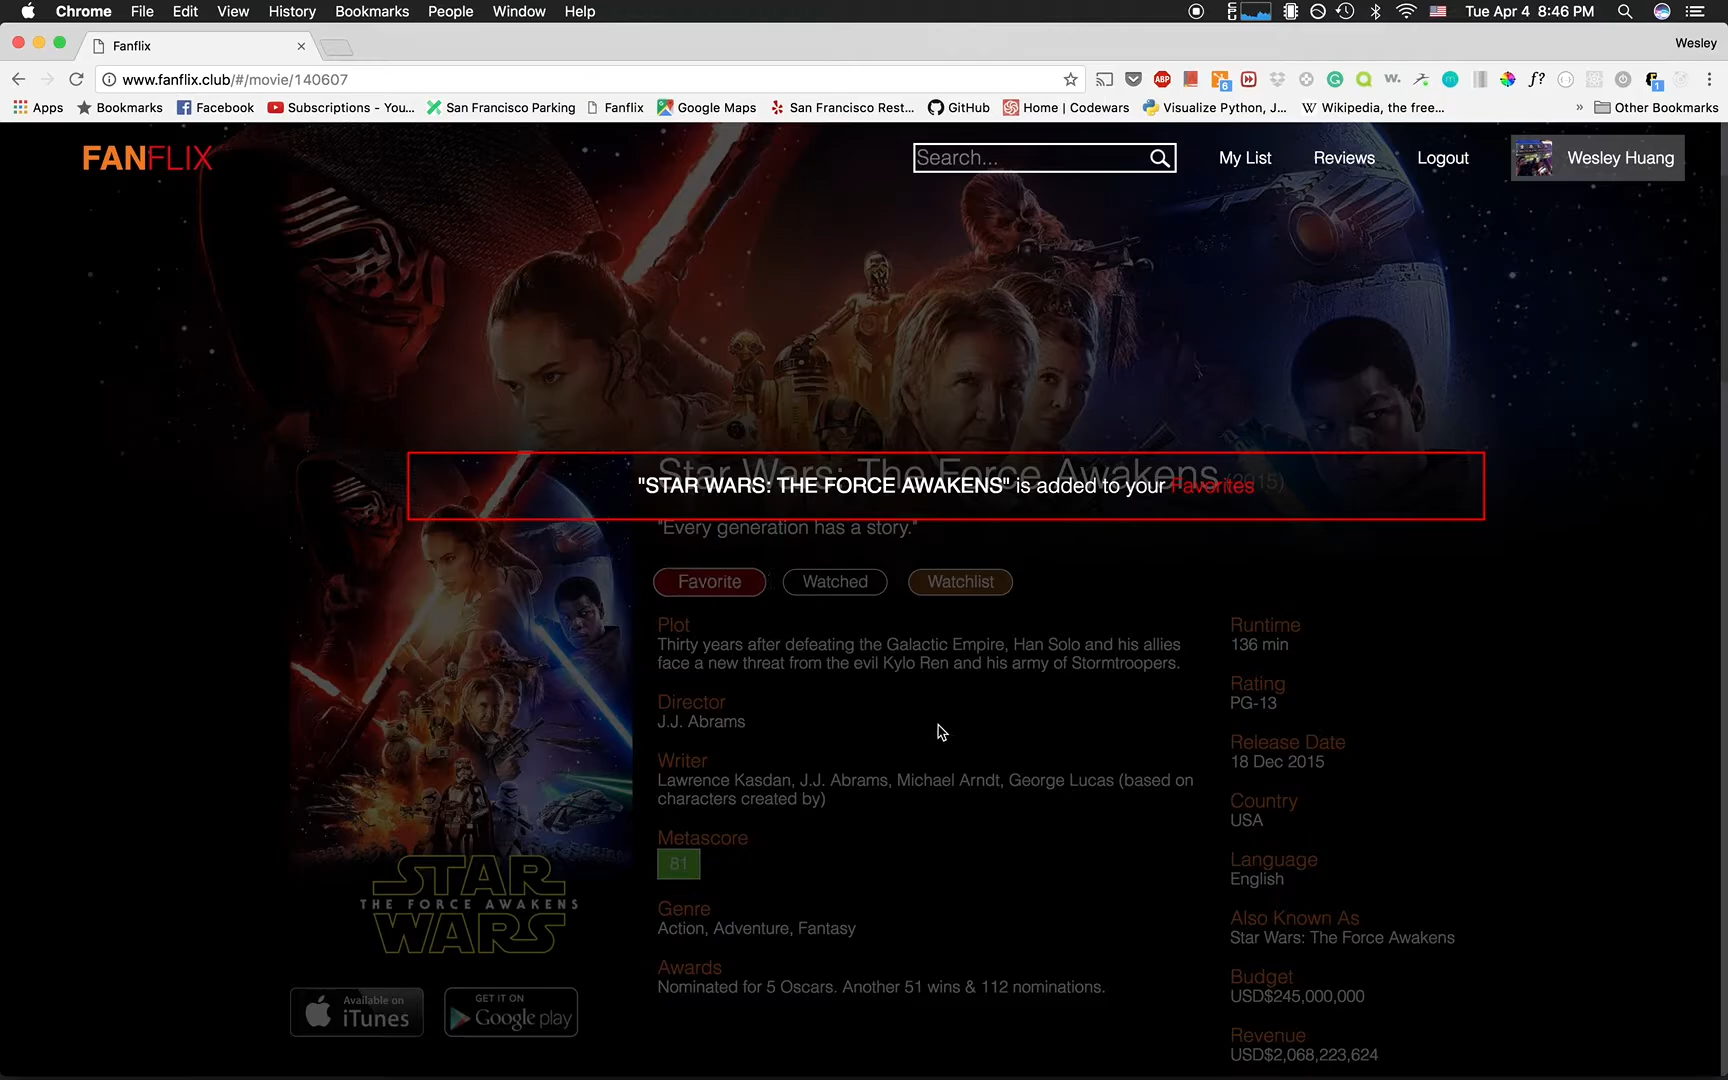 Chrome File Edit View History Bookmarks People Window Help Tue Apr 4 8:46 PM
Fanflix Wesley
www.fanflix.club/#/movie/140607
ABP 6 w. f? 1
Apps Bookmarks Facebook Subscriptions - You... San Francisco Parking Fanflix Google Maps San Francisco Rest... GitHub Home | Codewars Visualize Python, J... Wikipedia, the free... » Other Bookmarks
FANFLIX Search... My List Reviews Logout Wesley Huang
Star Wars: The Force Awakens (2015)
"STAR WARS: THE FORCE AWAKENS" is added to your Favorites
"Every generation has a story."
Favorite Watched Watchlist
Plot
Thirty years after defeating the Galactic Empire, Han Solo and his allies
face a new threat from the evil Kylo Ren and his army of Stormtroopers.
Director
J.J. Abrams
Writer
Lawrence Kasdan, J.J. Abrams, Michael Arndt, George Lucas (based on
characters created by)
Metascore
81
Genre
Action, Adventure, Fantasy
Awards
Nominated for 5 Oscars. Another 51 wins & 112 nominations.
Runtime
136 min
Rating
PG-13
Release Date
18 Dec 2015
Country
USA
Language
English
Also Known As
Star Wars: The Force Awakens
Budget
USD$245,000,000
Revenue
USD$2,068,223,624
STAR
THE FORCE AWAKENS
WARS
Available on
iTunes
GET IT ON
Google play